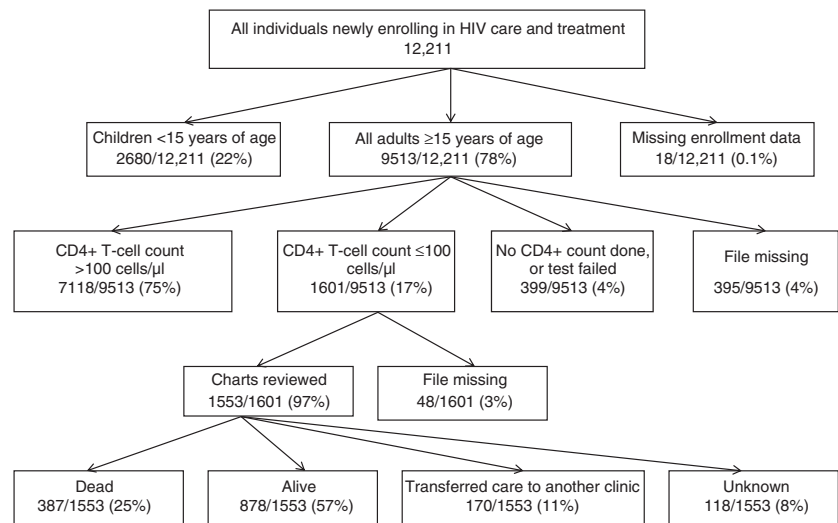 All individuals newly enrolling in HIV care and treatment
12,211
Children <15 years of age
2680/12,211 (22%)
All adults ≥15 years of age
9513/12,211 (78%)
Missing enrollment data
18/12,211 (0.1%)
CD4+ T-cell count
>100 cells/µl
7118/9513 (75%)
CD4+ T-cell count ≤100
cells/µl
1601/9513 (17%)
No CD4+ count done,
or test failed
399/9513 (4%)
File missing
395/9513 (4%)
Charts reviewed
1553/1601 (97%)
File missing
48/1601 (3%)
Dead
387/1553 (25%)
Alive
878/1553 (57%)
Transferred care to another clinic
170/1553 (11%)
Unknown
118/1553 (8%)